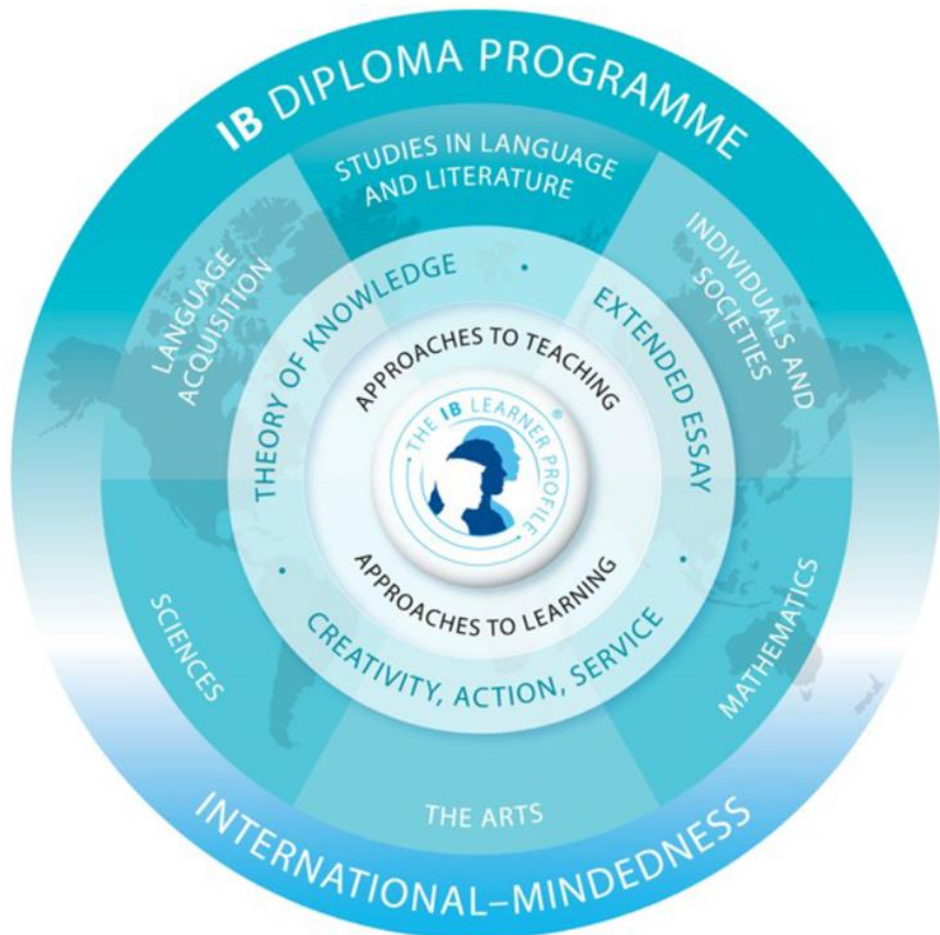 IB DIPLOMA PROGRAMME
STUDIES IN LANGUAGE
AND LITERATURE
LANGUAGE
ACQUISITION
INDIVIDUALS AND
SOCIETIES
THEORY OF KNOWLEDGE
EXTENDED ESSAY
APPROACHES TO TEACHING
THE IB LEARNER PROFILE®
APPROACHES TO LEARNING
CREATIVITY, ACTION, SERVICE
SCIENCES
MATHEMATICS
THE ARTS
INTERNATIONAL–MINDEDNESS